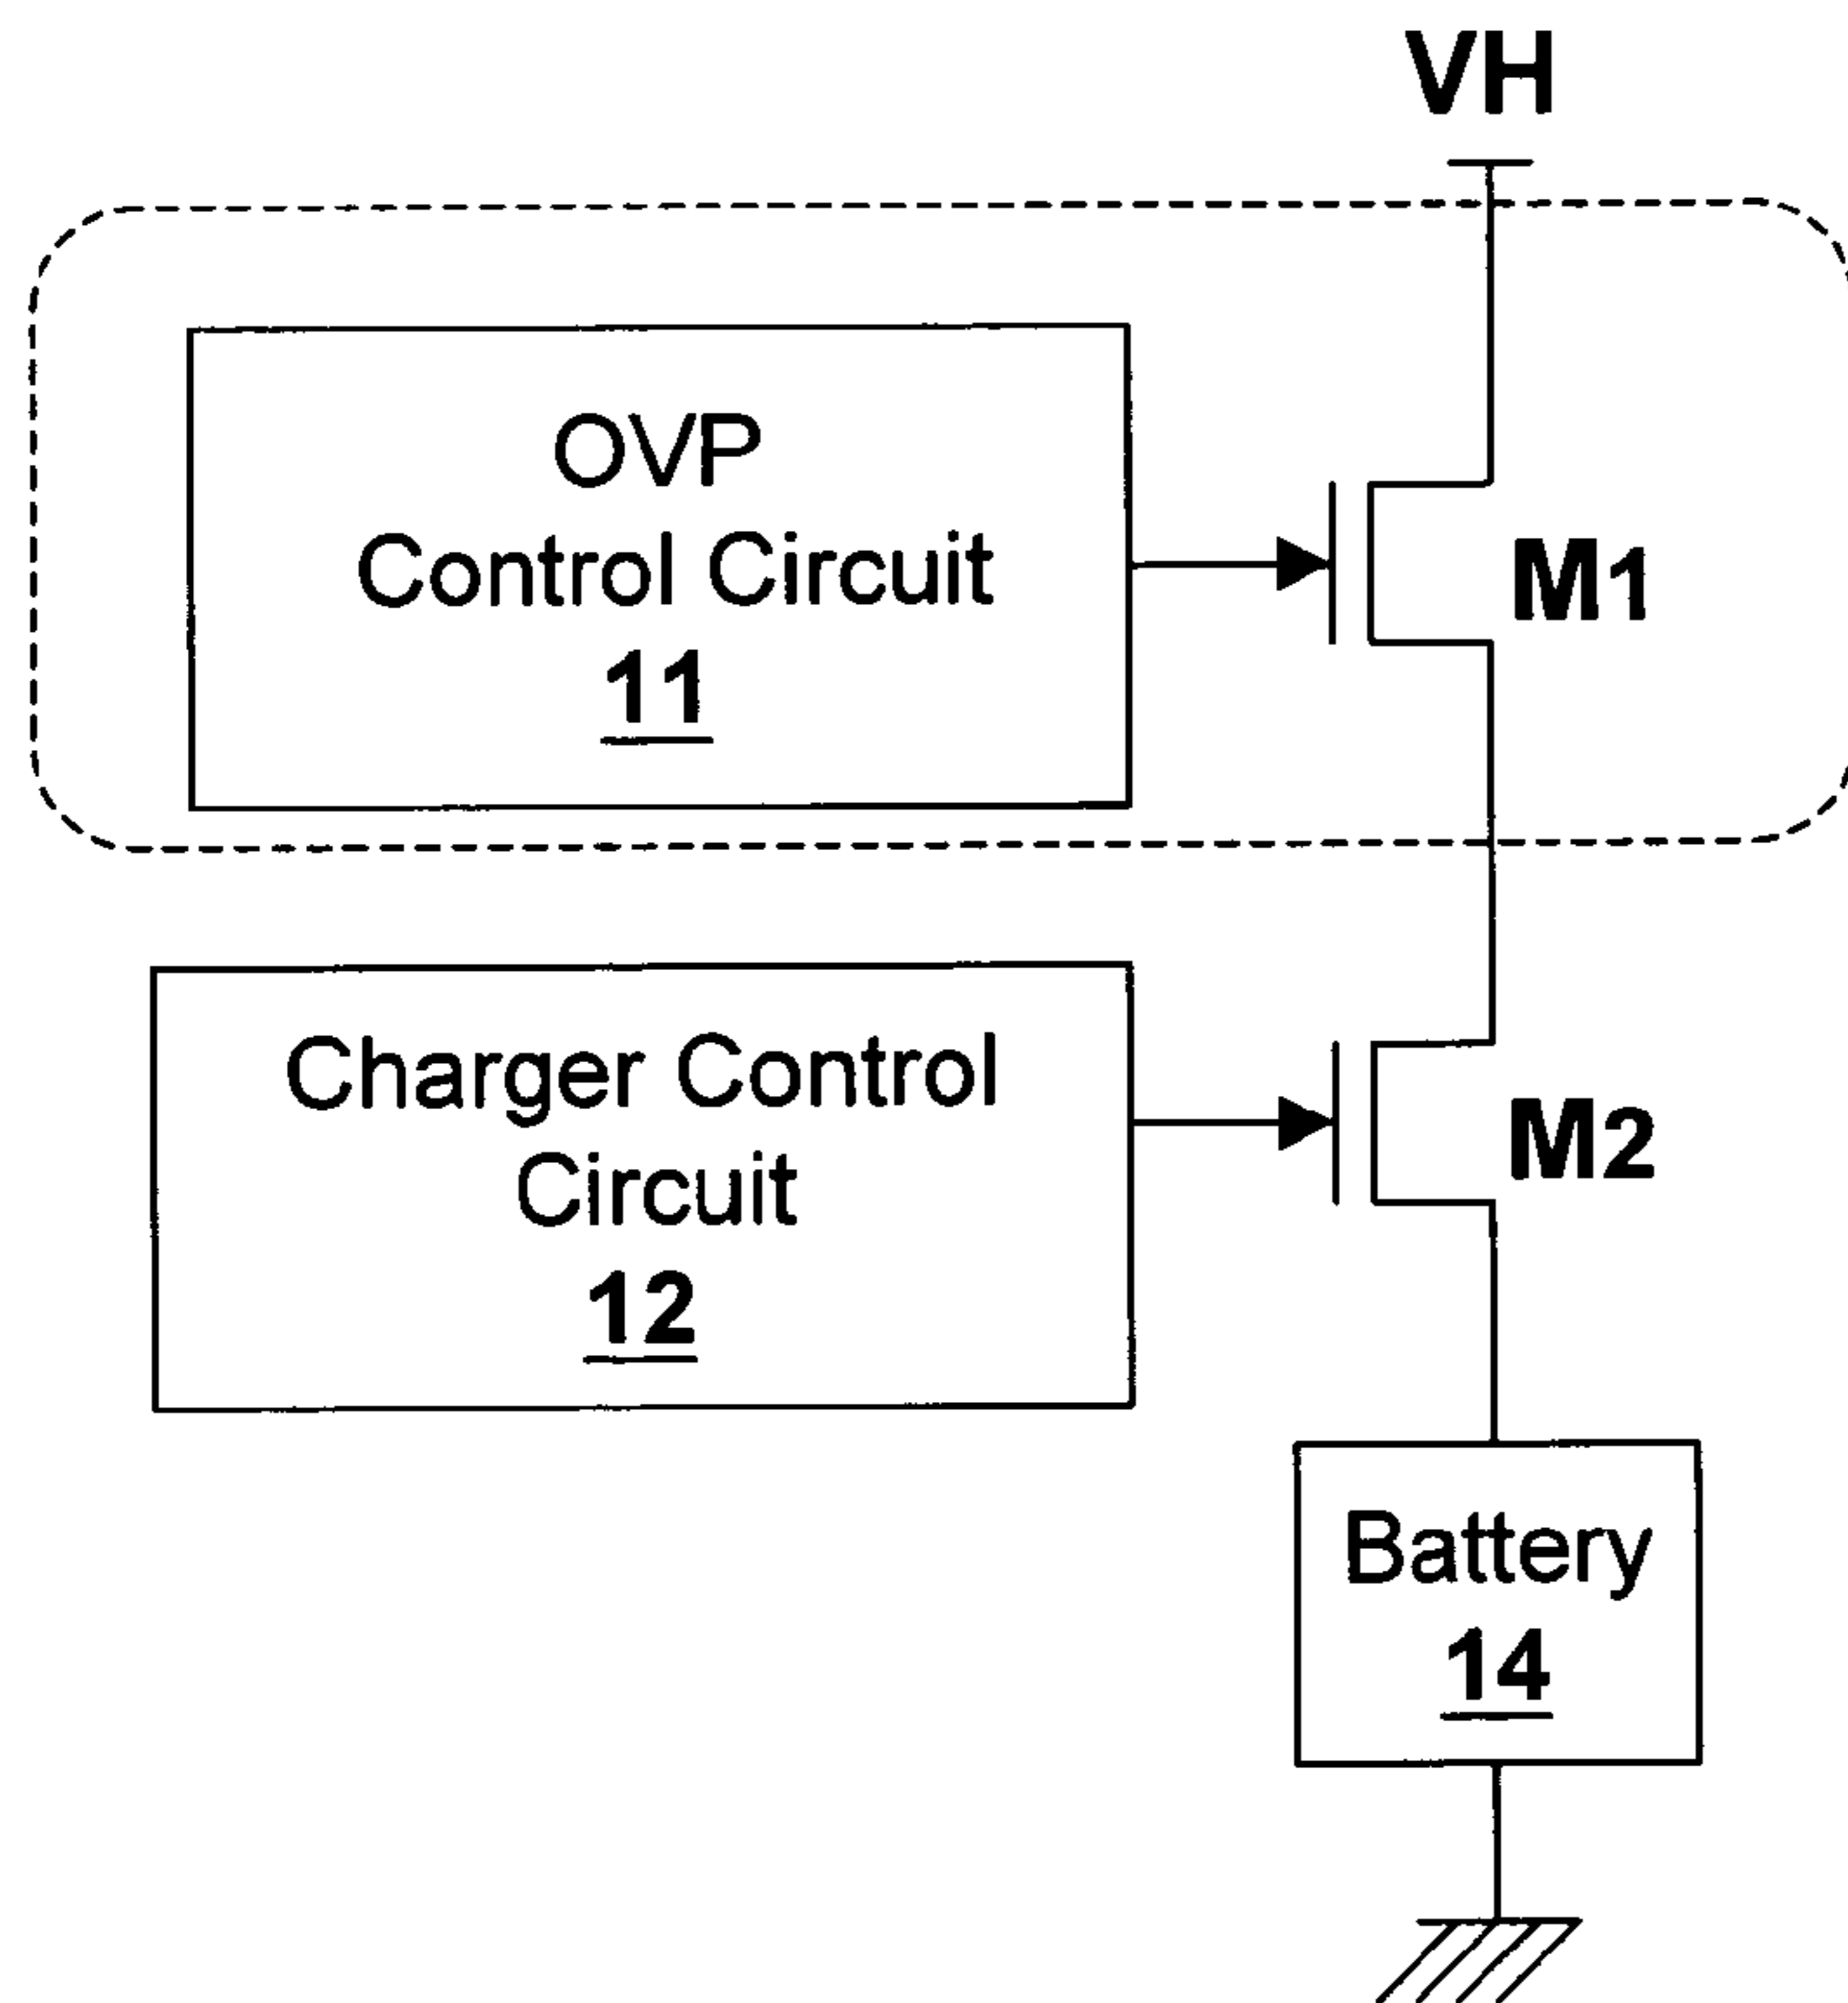 VH
OVP
Control Circuit
11
M1
Charger Control
Circuit
12
M2
Battery
14